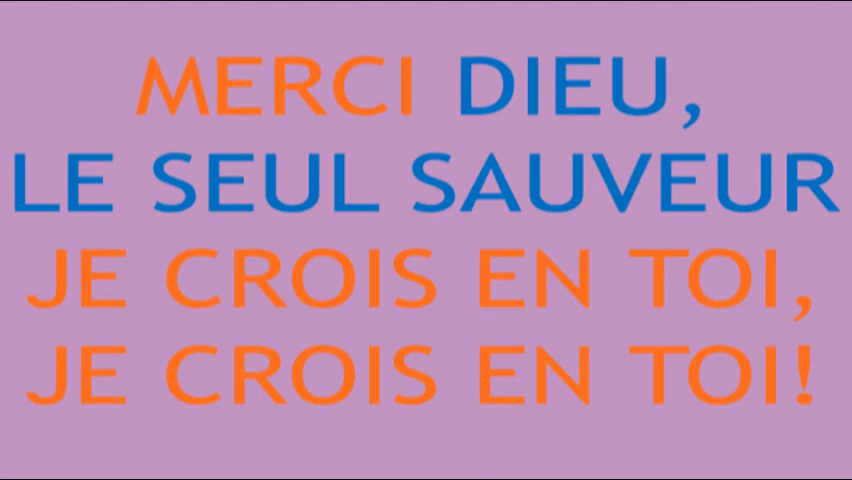 MERCI DIEU,
LE SEUL SAUVEUR
JE CROIS EN TOI,
JE CROIS EN TOI!